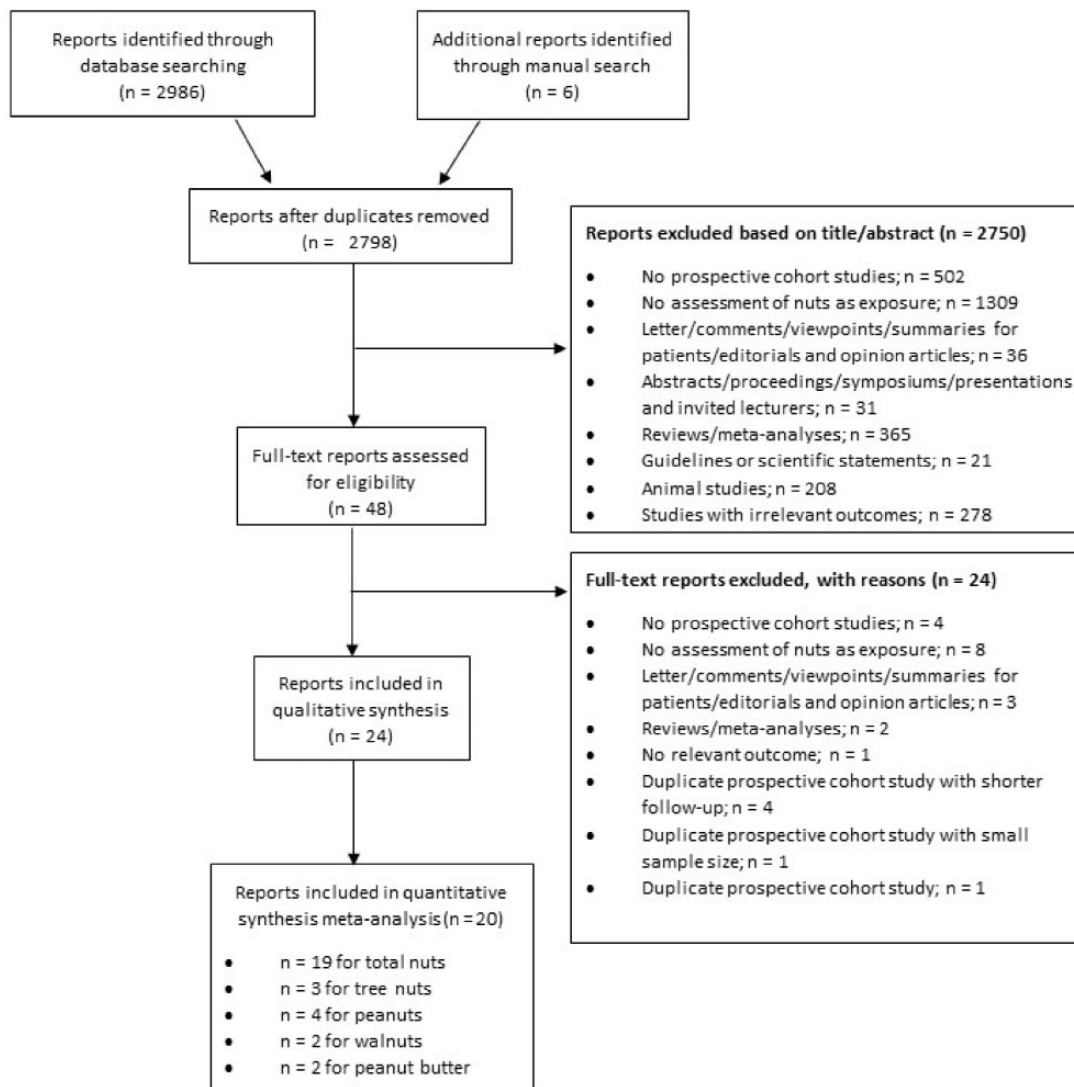 Reports identified through
database searching
(n = 2986)
Additional reports identified
through manual search
(n = 6)
Reports after duplicates removed
(n = 2798)
Reports excluded based on title/abstract (n = 2750)
• No prospective cohort studies; n = 502
• No assessment of nuts as exposure; n = 1309
• Letter/comments/viewpoints/summaries for
patients/editorials and opinion articles; n = 36
• Abstracts/proceedings/symposiums/presentations
and invited lecturers; n = 31
• Reviews/meta-analyses; n = 365
• Guidelines or scientific statements; n = 21
• Animal studies; n = 208
• Studies with irrelevant outcomes; n = 278
Full-text reports assessed
for eligibility
(n = 48)
Full-text reports excluded, with reasons (n = 24)
• No prospective cohort studies; n = 4
• No assessment of nuts as exposure; n = 8
• Letter/comments/viewpoints/summaries for
patients/editorials and opinion articles; n = 3
• Reviews/meta-analyses; n = 2
• No relevant outcome; n = 1
• Duplicate prospective cohort study with shorter
follow-up; n = 4
• Duplicate prospective cohort study with small
sample size; n = 1
• Duplicate prospective cohort study; n = 1
Reports included in
qualitative synthesis
(n = 24)
Reports included in quantitative
synthesis meta-analysis (n = 20)
• n = 19 for total nuts
• n = 3 for tree nuts
• n = 4 for peanuts
• n = 2 for walnuts
• n = 2 for peanut butter